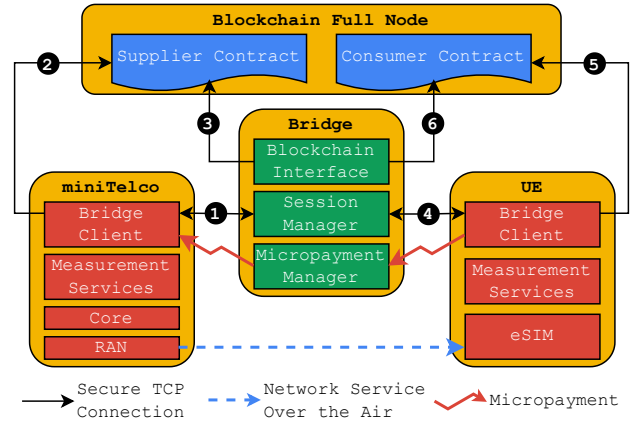 Blockchain Full Node
2
Supplier Contract
Consumer Contract
5
3
Bridge
6
Blockchain
Interface
miniTelco
UE
Bridge
Client
1
Session
Manager
4
Bridge
Client
Measurement
Services
Micropayment
Manager
Measurement
Services
Core
RAN
eSIM
Secure TCP
Connection
Network Service
Over the Air
Micropayment